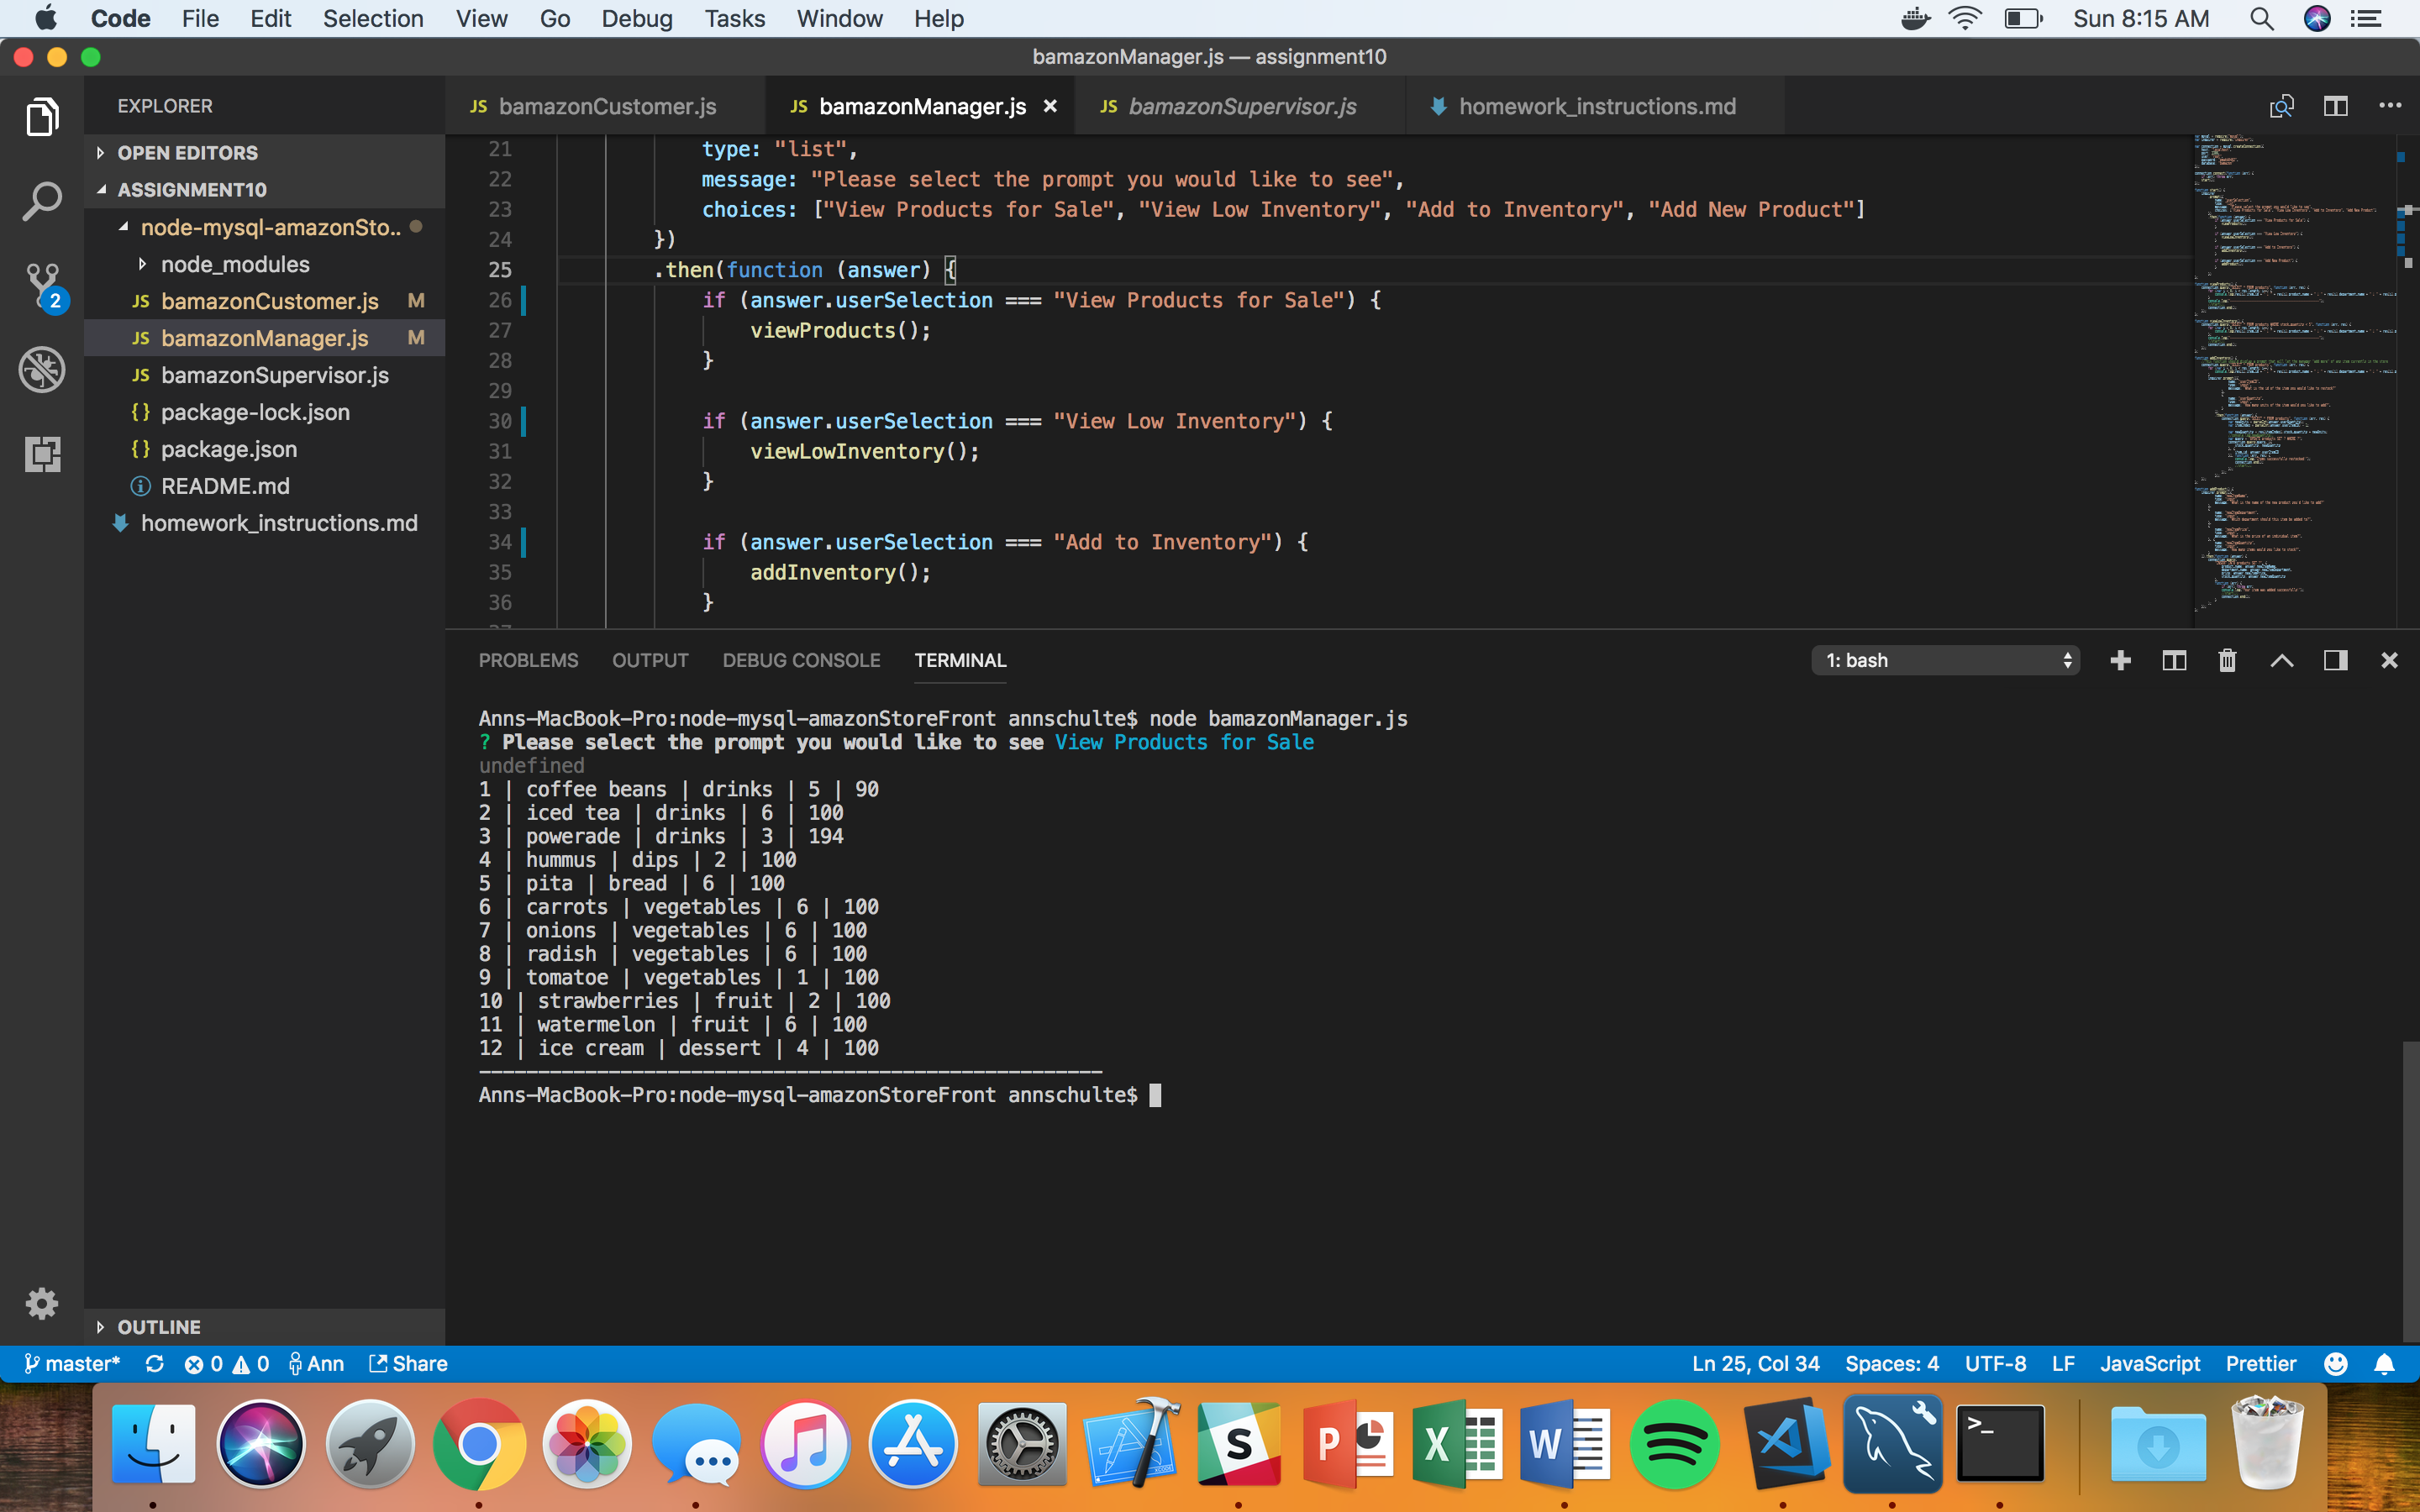 Code File Edit Selection View Go Debug Tasks Window Help Sun 8:15 AM
bamazonManager.js — assignment10
EXPLORER
JS bamazonCustomer.js JS bamazonManager.js × JS bamazonSupervisor.js homework_instructions.md
OPEN EDITORS
ASSIGNMENT10
node-mysql-amazonSto..
node_modules
JS bamazonCustomer.js M
JS bamazonManager.js M
JS bamazonSupervisor.js
{} package-lock.json
{} package.json
README.md
homework_instructions.md
2
OUTLINE
21 type: "list",
22 message: "Please select the prompt you would like to see",
23 choices: ["View Products for Sale", "View Low Inventory", "Add to Inventory", "Add New Product"]
24 })
25 .then(function (answer) {
26 if (answer.userSelection === "View Products for Sale") {
27 viewProducts();
28 }
29
30 if (answer.userSelection === "View Low Inventory") {
31 viewLowInventory();
32 }
33
34 if (answer.userSelection === "Add to Inventory") {
35 addInventory();
36 }
PROBLEMS OUTPUT DEBUG CONSOLE TERMINAL 1: bash
Anns-MacBook-Pro:node-mysql-amazonStoreFront annschulte$ node bamazonManager.js
? Please select the prompt you would like to see View Products for Sale
undefined
1 | coffee beans | drinks | 5 | 90
2 | iced tea | drinks | 6 | 100
3 | powerade | drinks | 3 | 194
4 | hummus | dips | 2 | 100
5 | pita | bread | 6 | 100
6 | carrots | vegetables | 6 | 100
7 | onions | vegetables | 6 | 100
8 | radish | vegetables | 6 | 100
9 | tomatoe | vegetables | 1 | 100
10 | strawberries | fruit | 2 | 100
11 | watermelon | fruit | 6 | 100
12 | ice cream | dessert | 4 | 100
-----------------------------------------------------
Anns-MacBook-Pro:node-mysql-amazonStoreFront annschulte$
master* 0 0 Ann Share Ln 25, Col 34 Spaces: 4 UTF-8 LF JavaScript Prettier
S P X W >_